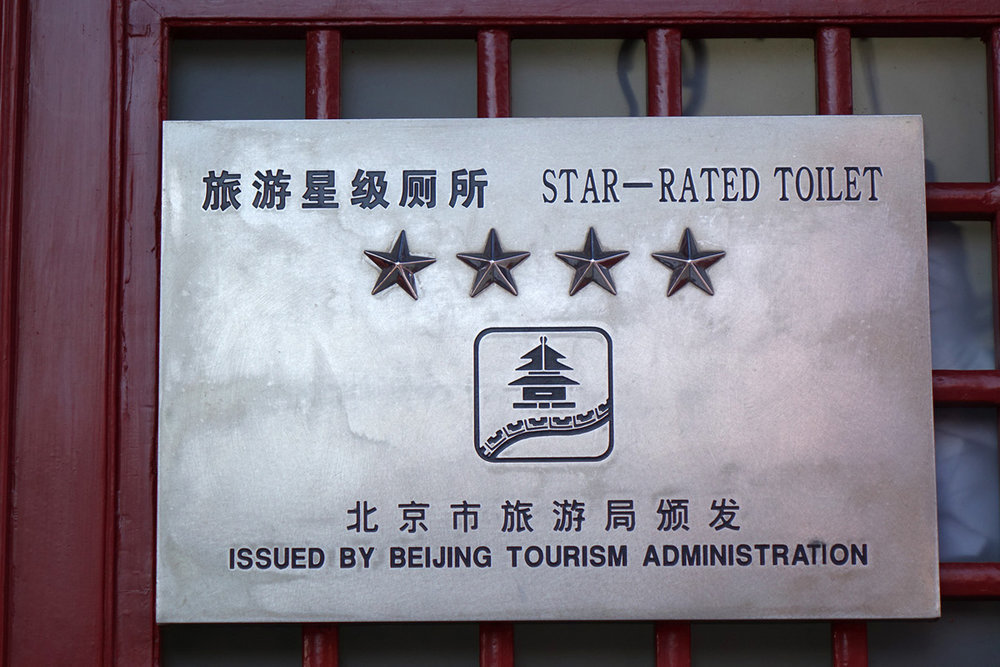 旅游星级厕所 STAR—RATED TOILET
北京市旅游局颁发
ISSUED BY BEIJING TOURISM ADMINISTRATION